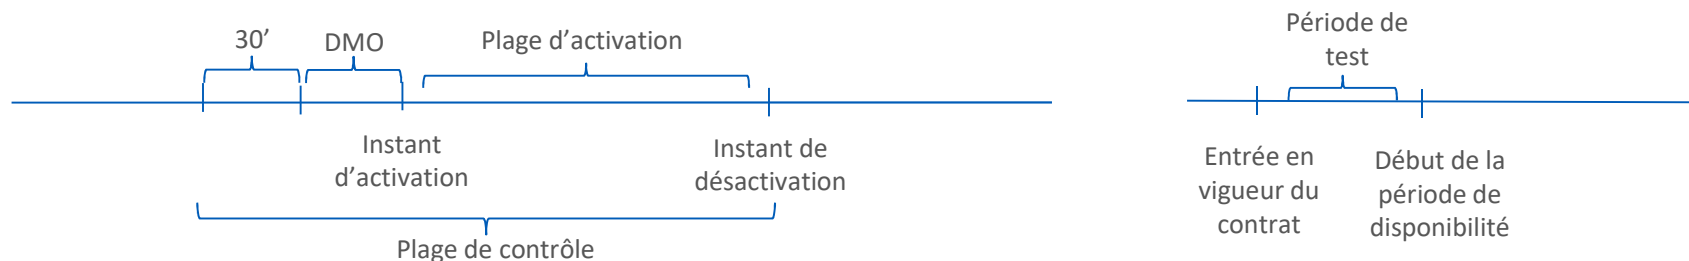 30’
DMO
Plage d’activation
Instant
d’activation
Instant de
désactivation
Plage de contrôle
Période de
test
Entrée en
vigueur du
contrat
Début de la
période de
disponibilité